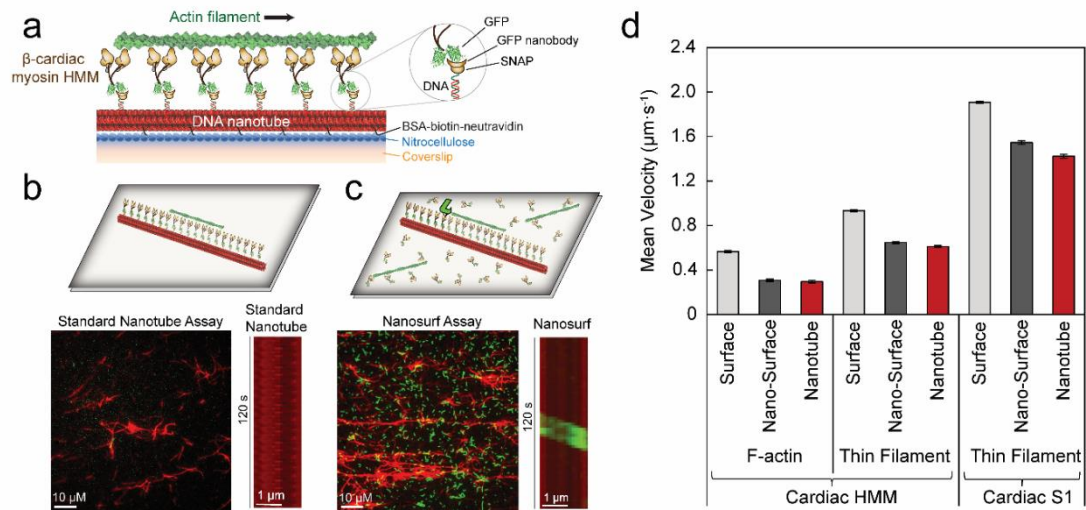 a
Actin filament
β-cardiac
myosin HMM
GFP
GFP nanobody
SNAP
DNA
DNA nanotube
BSA-biotin-neutravidin
Nitrocellulose
Coverslip
b
Standard Nanotube Assay
10 µM
Standard
Nanotube
120 s
1 µm
c
Nanosurf Assay
10 µM
Nanosurf
120 s
1 µm
d
Mean Velocity (µm·s⁻¹)
2.4
2.0
1.6
1.2
0.8
0.4
0
Surface
Nano-Surface
Nanotube
Surface
Nano-Surface
Nanotube
Surface
Nano-Surface
Nanotube
F-actin
Thin Filament
Thin Filament
Cardiac HMM
Cardiac S1